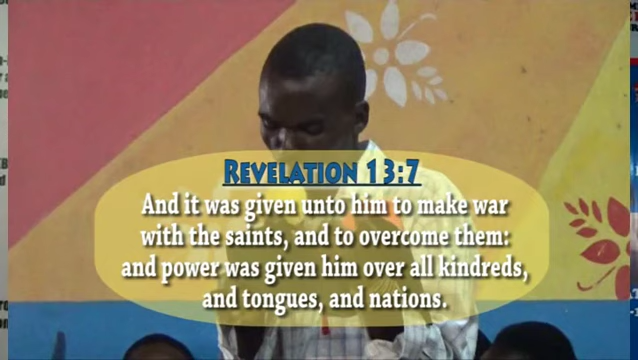 REVELATION 13:7
And it was given unto him to make war
with the saints, and to overcome them:
and power was given him over all kindreds,
and tongues, and nations.